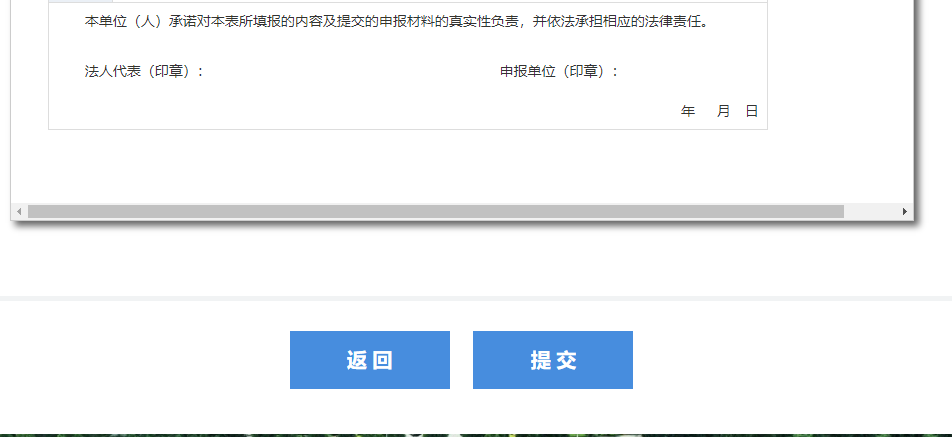 本单位（人）承诺对本表所填报的内容及提交的申报材料的真实性负责，并依法承担相应的法律责任。
法人代表（印章）： 申报单位（印章）：
年 月 日
返 回 提 交